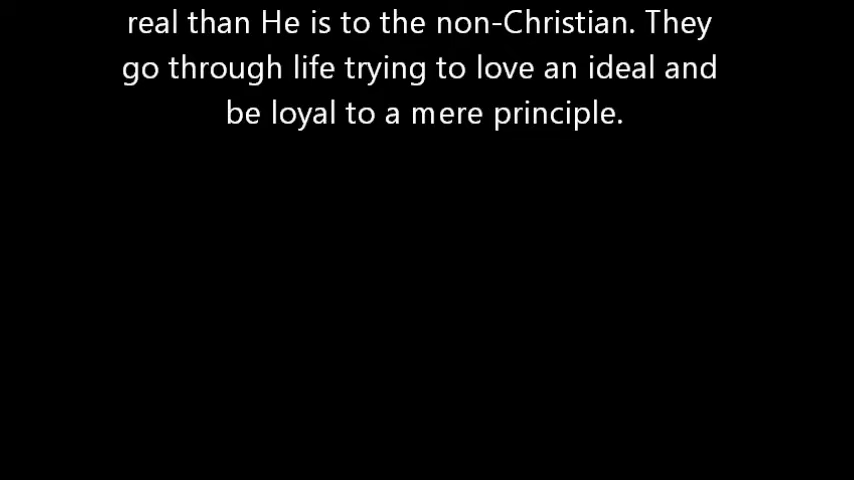 real than He is to the non-Christian. They
go through life trying to love an ideal and
be loyal to a mere principle.